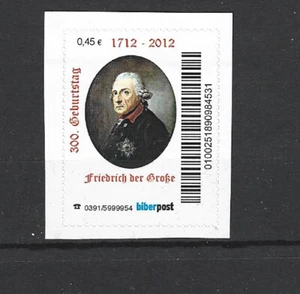 0,45 € 1712 - 2012
300. Geburtstag
Friedrich der Große
☎ 0391/5999954 biberpost
0100251890984531